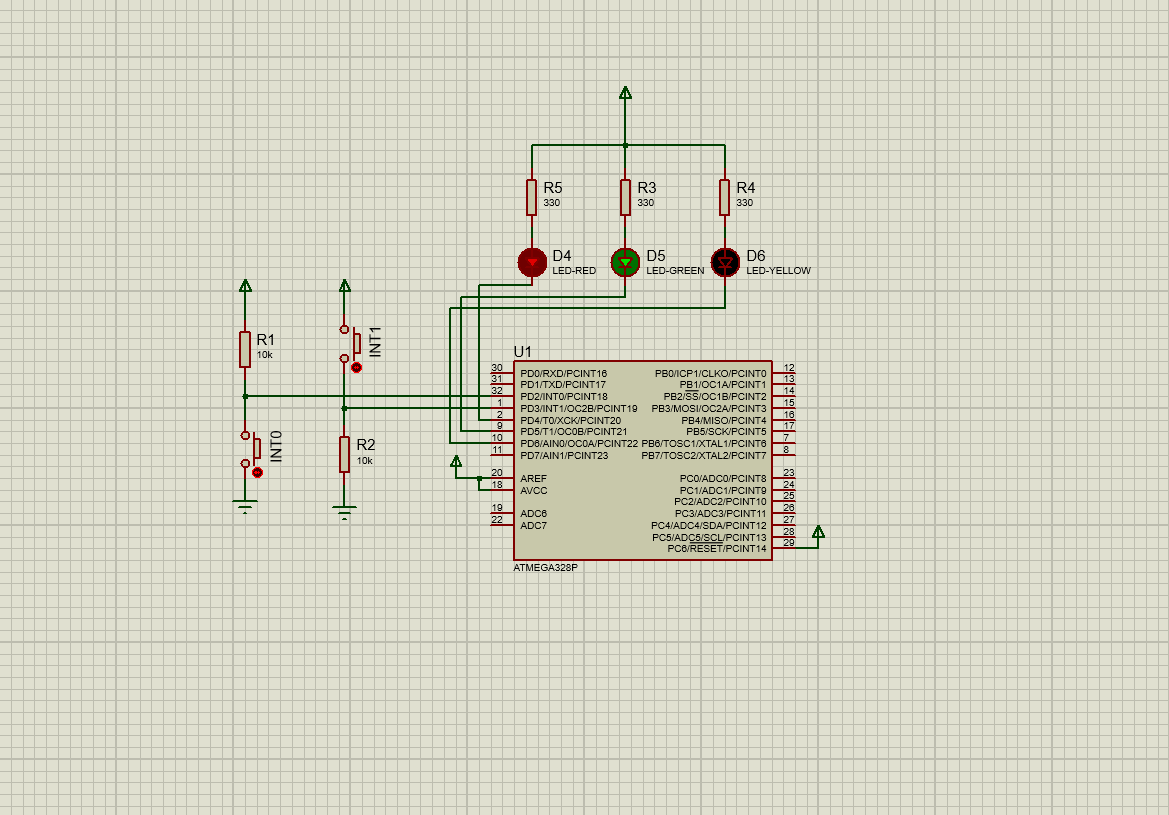 R5
330
R3
330
R4
330
D4
LED-RED
D5
LED-GREEN
D6
LED-YELLOW
R1
10k
INT1
INT0
R2
10k
U1
30 PD0/RXD/PCINT16 PB0/ICP1/CLKO/PCINT0 12
31 PD1/TXD/PCINT17 PB1/OC1A/PCINT1 13
32 PD2/INT0/PCINT18 PB2/SS/OC1B/PCINT2 14
1 PD3/INT1/OC2B/PCINT19 PB3/MOSI/OC2A/PCINT3 15
2 PD4/T0/XCK/PCINT20 PB4/MISO/PCINT4 16
9 PD5/T1/OC0B/PCINT21 PB5/SCK/PCINT5 17
10 PD6/AIN0/OC0A/PCINT22 PB6/TOSC1/XTAL1/PCINT6 7
11 PD7/AIN1/PCINT23 PB7/TOSC2/XTAL2/PCINT7 8
20 AREF PC0/ADC0/PCINT8 23
18 AVCC PC1/ADC1/PCINT9 24
PC2/ADC2/PCINT10 25
19 ADC6 PC3/ADC3/PCINT11 26
22 ADC7 PC4/ADC4/SDA/PCINT12 27
PC5/ADC5/SCL/PCINT13 28
PC6/RESET/PCINT14 29
ATMEGA328P